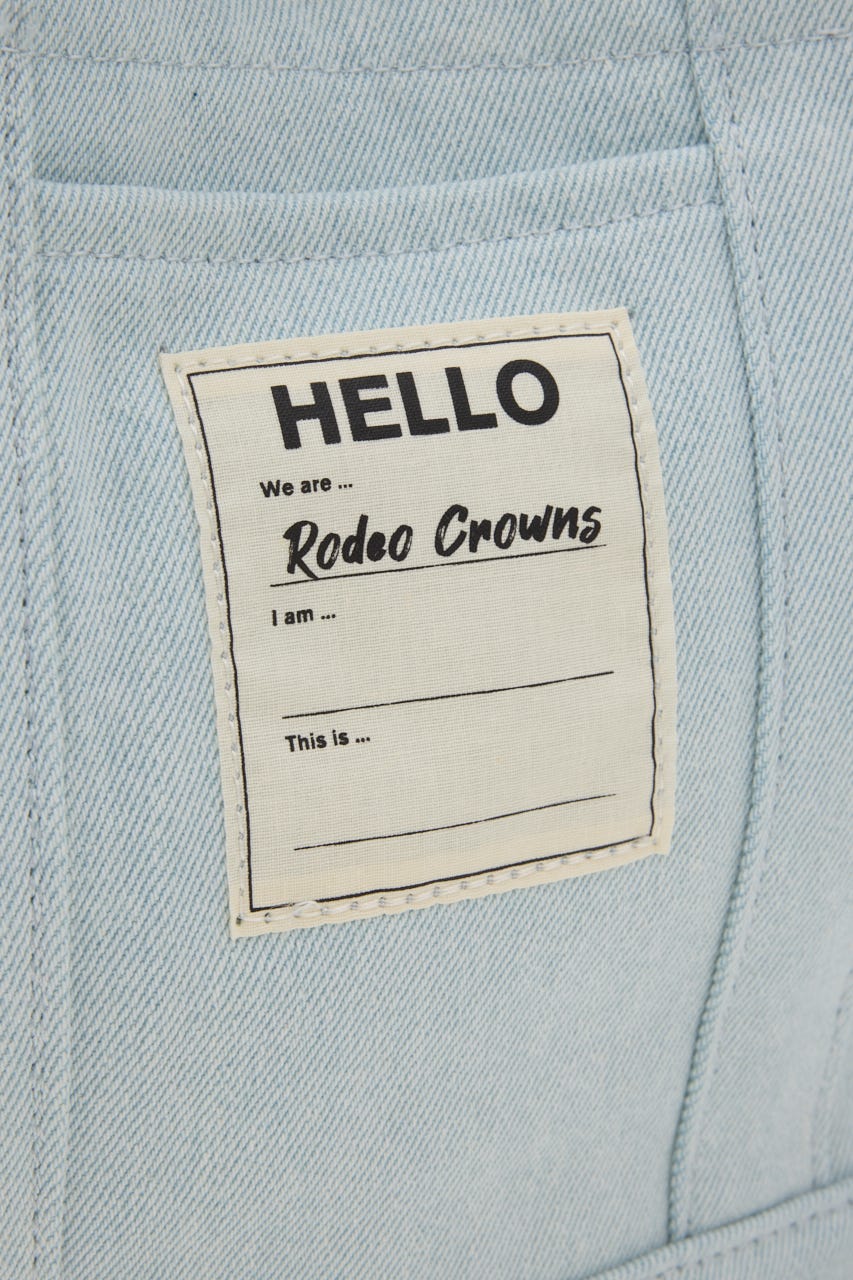 HELLO
We are ...
Rodeo Crowns
I am ...
This is ...